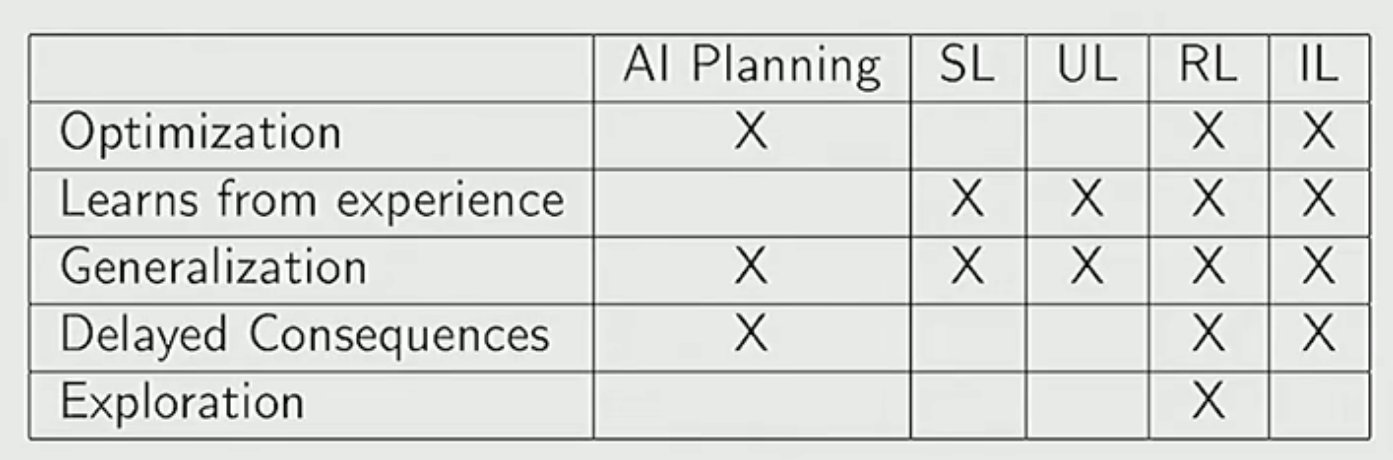 AI Planning SL UL RL IL
Optimization X X X
Learns from experience X X X X
Generalization X X X X X
Delayed Consequences X X X
Exploration X